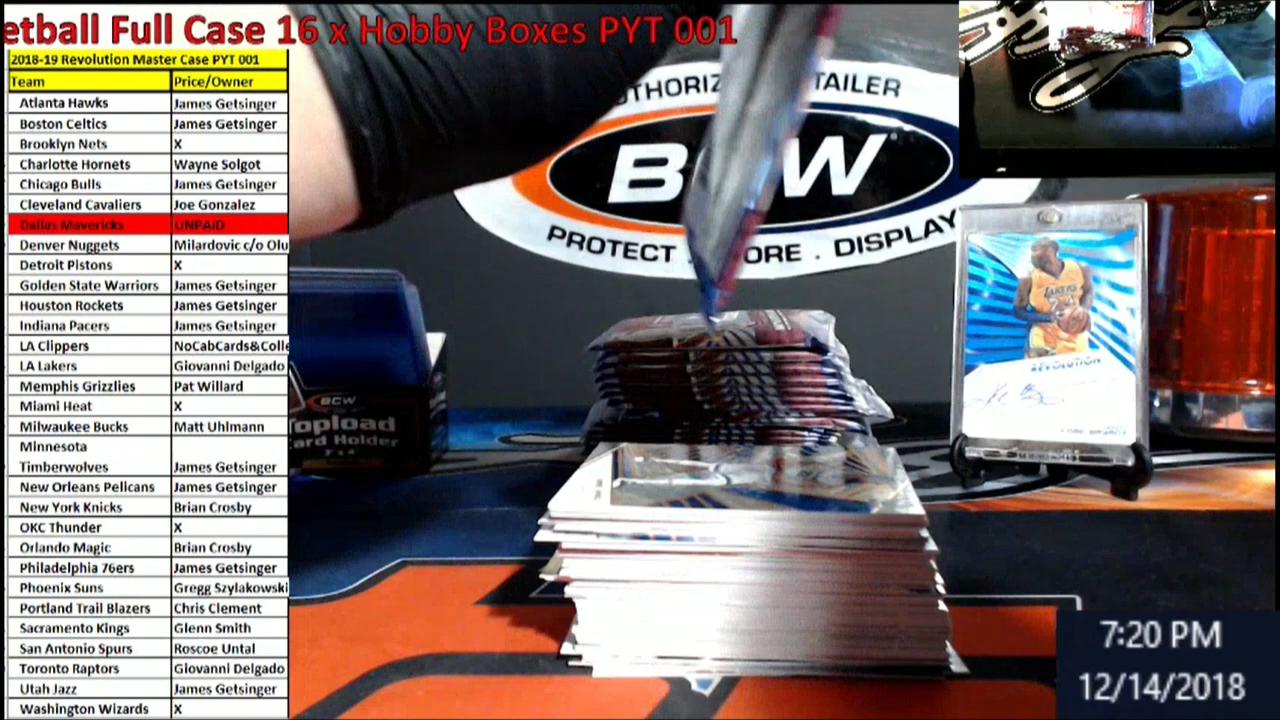 etball Full Case 16 x Hobby Boxes PYT 001
2018-19 Revolution Master Case PYT 001
Team Price/Owner
Atlanta Hawks James Getsinger
Boston Celtics James Getsinger
Brooklyn Nets X
Charlotte Hornets Wayne Solgot
Chicago Bulls James Getsinger
Cleveland Cavaliers Joe Gonzalez
Dallas Mavericks UNPAID
Denver Nuggets Milardovic c/o Olu
Detroit Pistons X
Golden State Warriors James Getsinger
Houston Rockets James Getsinger
Indiana Pacers James Getsinger
LA Clippers NoCabCards&Colle
LA Lakers Giovanni Delgado
Memphis Grizzlies Pat Willard
Miami Heat X
Milwaukee Bucks Matt Uhlmann
Minnesota
Timberwolves James Getsinger
New Orleans Pelicans James Getsinger
New York Knicks Brian Crosby
OKC Thunder X
Orlando Magic Brian Crosby
Philadelphia 76ers James Getsinger
Phoenix Suns Gregg Szylakowski
Portland Trail Blazers Chris Clement
Sacramento Kings Glenn Smith
San Antonio Spurs Roscoe Untal
Toronto Raptors Giovanni Delgado
Utah Jazz James Getsinger
Washington Wizards X
UTHORIZ TAILER
BCW
PROTECT . ORE . DISPLAY
BCW
Topload
ard Holder
LAKERS
24
REVOLUTION
7:20 PM
12/14/2018